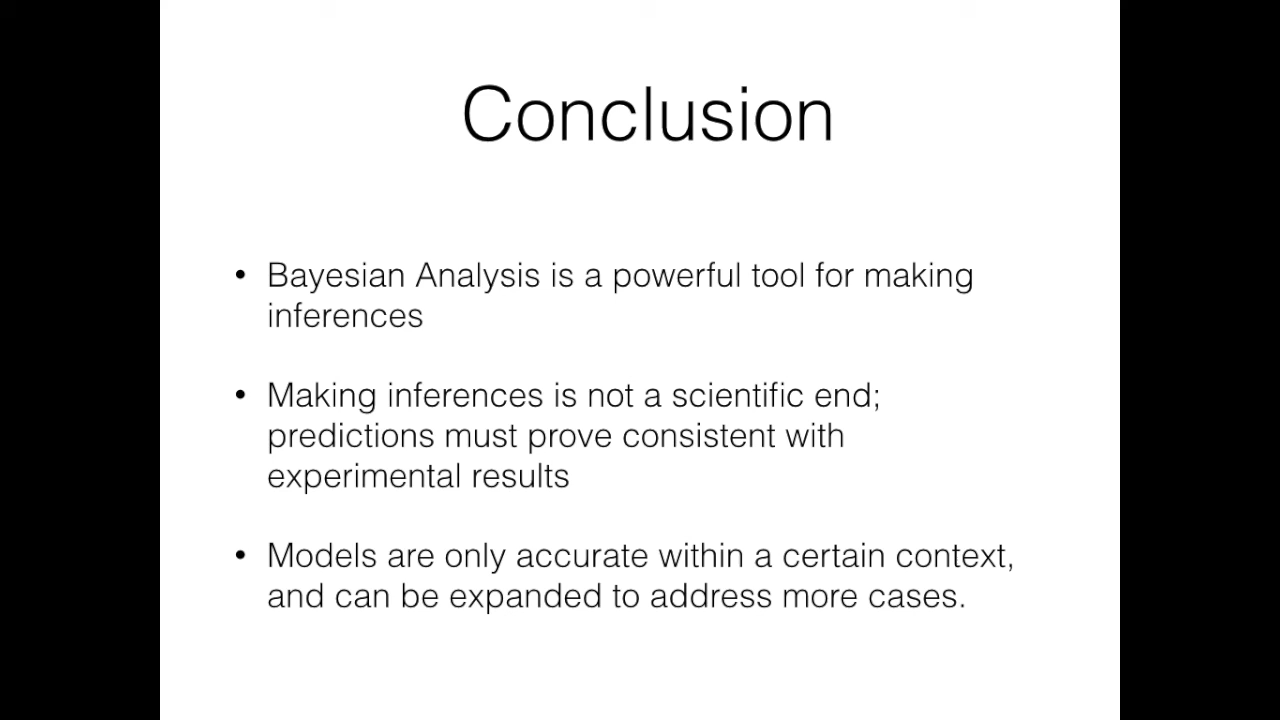 Conclusion
• Bayesian Analysis is a powerful tool for making
inferences
• Making inferences is not a scientific end;
predictions must prove consistent with
experimental results
• Models are only accurate within a certain context,
and can be expanded to address more cases.